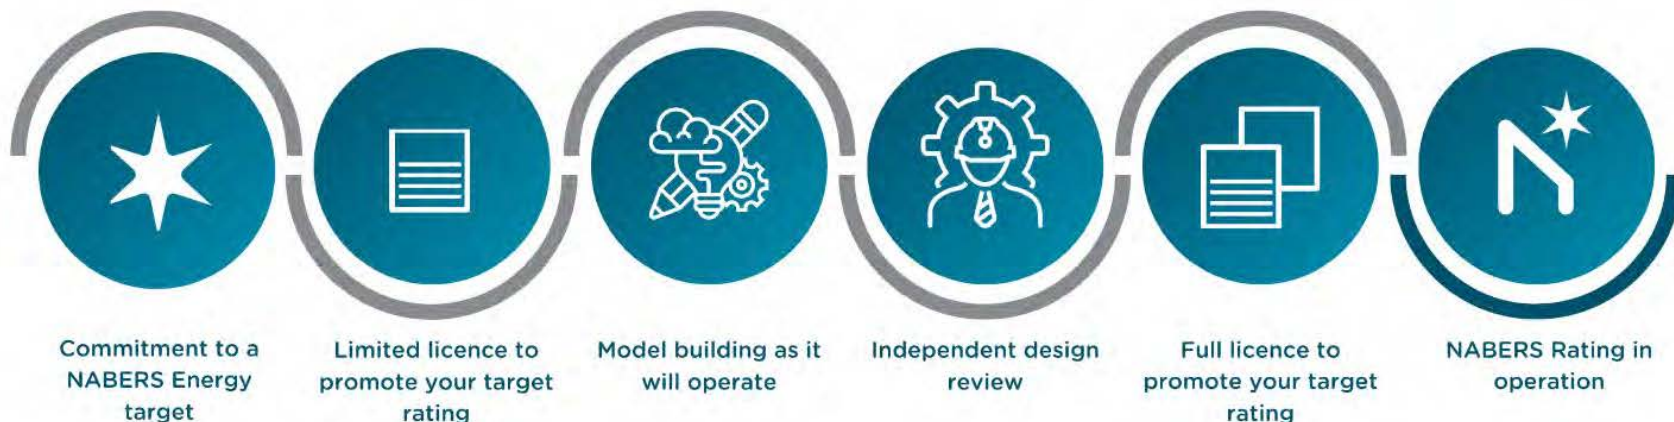 Commitment to a
NABERS Energy
target
Limited licence to
promote your target
rating
Model building as it
will operate
Independent design
review
Full licence to
promote your target
rating
NABERS Rating in
operation